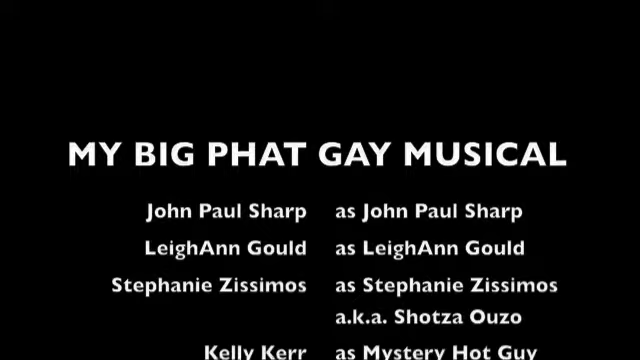 MY BIG PHAT GAY MUSICAL
John Paul Sharp as John Paul Sharp
LeighAnn Gould as LeighAnn Gould
Stephanie Zissimos as Stephanie Zissimos
a.k.a. Shotza Ouzo
Kelly Kerr as Mystery Hot Guy